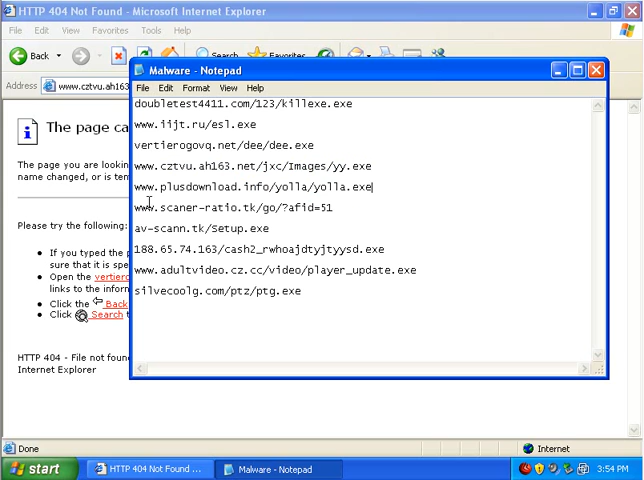 HTTP 404 Not Found - Microsoft Internet Explorer
File Edit View Favorites Tools Help
Back Search Favorites
Address www.cztvu.ah163
Malware - Notepad
File Edit Format View Help
doubletest4411.com/123/killexe.exe
www.iijt.ru/esl.exe
vertierogovq.net/dee/dee.exe
www.cztvu.ah163.net/jxc/Images/yy.exe
www.plusdownload.info/yolla/yolla.exe
www.scaner-ratio.tk/go/?afid=51
av-scann.tk/Setup.exe
188.65.74.163/cash2_rwhoajdtyjtyysd.exe
www.adultvideo.cz.cc/video/player_update.exe
silvecoolg.com/ptz/ptg.exe
The page ca
The page you are lookin
name changed, or is tem
Please try the following:
If you typed the p
sure that it is spe
Open the vertiero
links to the inform
Click the Back
Click Search t
HTTP 404 - File not foun
Internet Explorer
Done Internet
start HTTP 404 Not Found ... Malware - Notepad 3:54 PM